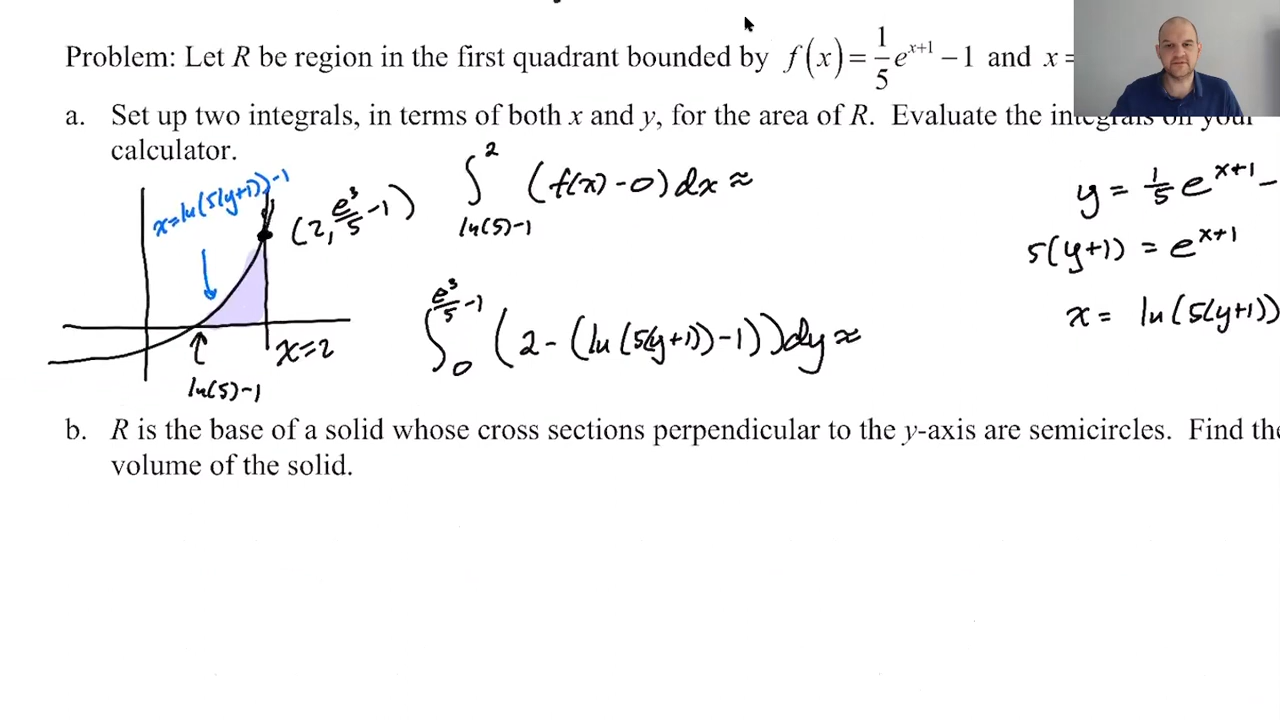 Problem: Let R be region in the first quadrant bounded by f(x) = 1/5 e^{x+1} − 1 and x =
a. Set up two integrals, in terms of both x and y, for the area of R. Evaluate the integrals on your
calculator.
x=ln(5(y+1))-1
(2, e^3/5 -1)
∫_{ln(5)-1}^{2} (f(x)-0)dx ≈
y = 1/5 e^{x+1} -
5(y+1) = e^{x+1}
x = ln(5(y+1))
∫_{0}^{e^3/5 -1} (2-(ln(5(y+1))-1))dy ≈
x=2
ln(5)-1
b. R is the base of a solid whose cross sections perpendicular to the y-axis are semicircles. Find the
volume of the solid.